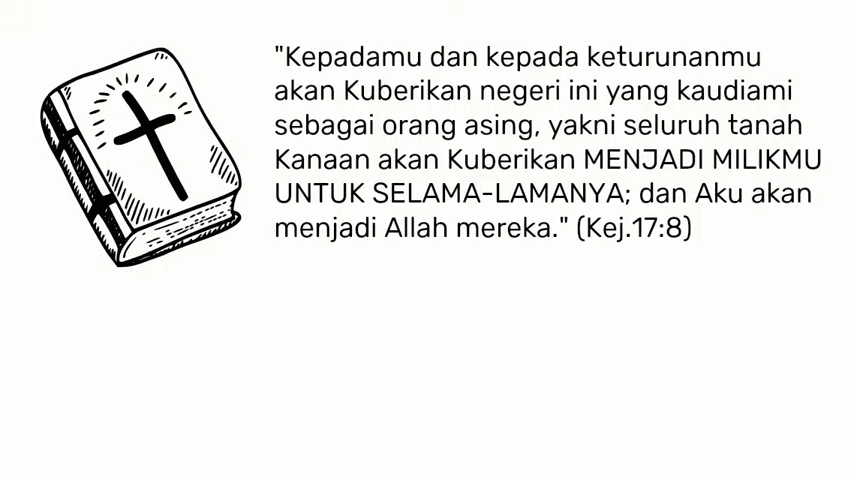 "Kepadamu dan kepada keturunanmu
akan Kuberikan negeri ini yang kaudiami
sebagai orang asing, yakni seluruh tanah
Kanaan akan Kuberikan MENJADI MILIKMU
UNTUK SELAMA-LAMANYA; dan Aku akan
menjadi Allah mereka." (Kej.17:8)